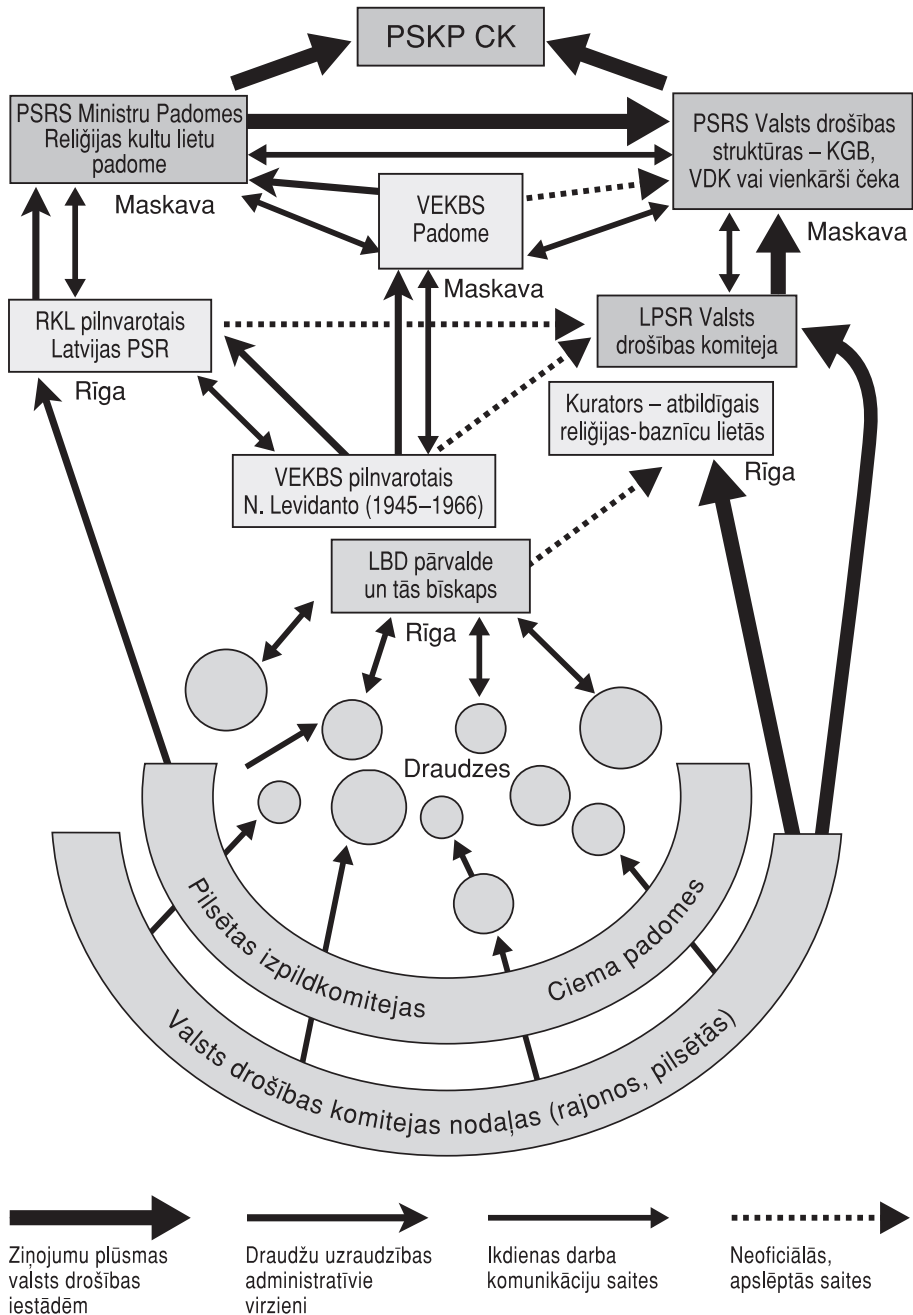 PSKP CK
PSRS Ministru Padomes
Reliģijas kultu lietu
padome
PSRS Valsts drošības
struktūras – KGB,
VDK vai vienkārši čeka
Maskava
VEKBS
Padome
Maskava
Maskava
RKL pilnvarotais
Latvijas PSR
LPSR Valsts
drošības komiteja
Rīga
Kurators – atbildīgais
reliģijas-baznīcu lietās
Rīga
VEKBS pilnvarotais
N. Levidanto (1945–1966)
LBD pārvalde
un tās bīskaps
Rīga
Draudzes
Pilsētas izpildkomitejas
Ciema padomes
Valsts drošības komitejas nodaļas (rajonos, pilsētās)
Ziņojumu plūsmas
valsts drošības
iestādēm
Draudžu uzraudzības
administratīvie
virzieni
Ikdienas darba
komunikāciju saites
Neoficiālās,
apslēptās saites